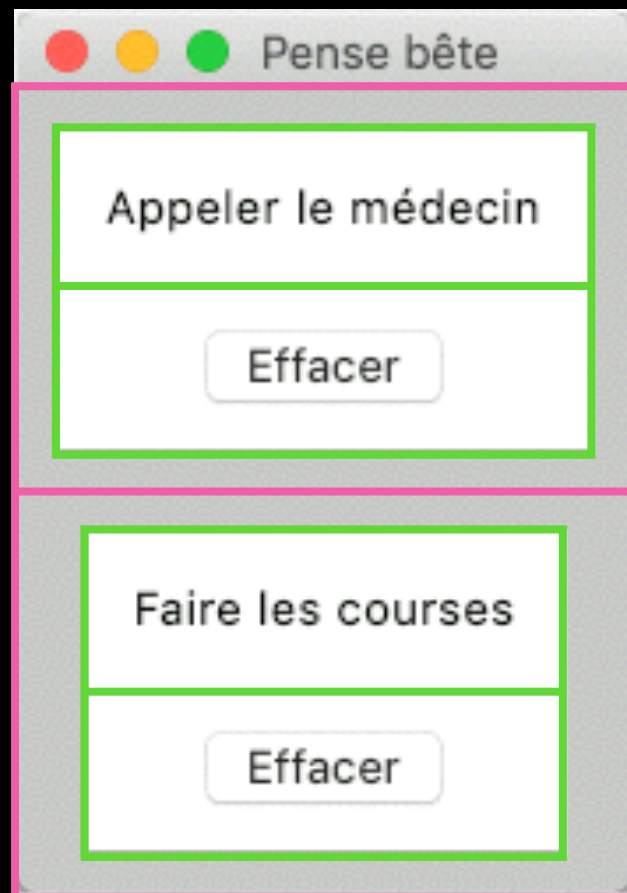 Pense bête
Appeler le médecin
Effacer
Faire les courses
Effacer